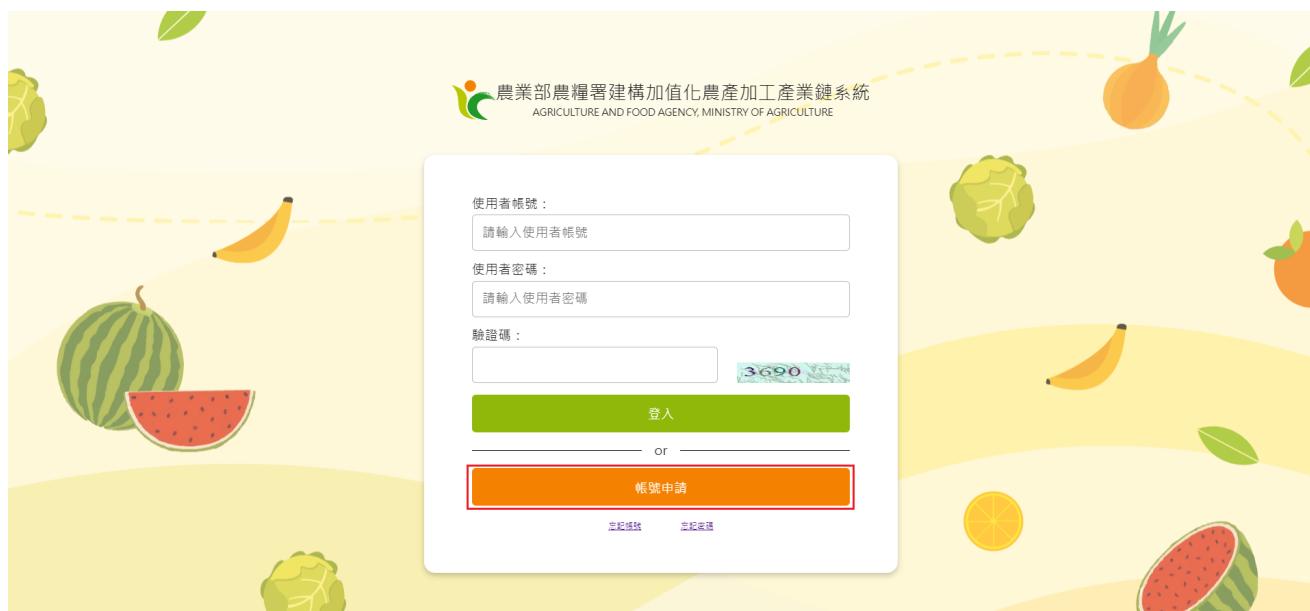 農業部農糧署建構加值化農產加工產業鏈系統
AGRICULTURE AND FOOD AGENCY, MINISTRY OF AGRICULTURE
使用者帳號：
請輸入使用者帳號
使用者密碼：
請輸入使用者密碼
驗證碼：
3690
登入
or
帳號申請
忘記帳號 忘記密碼